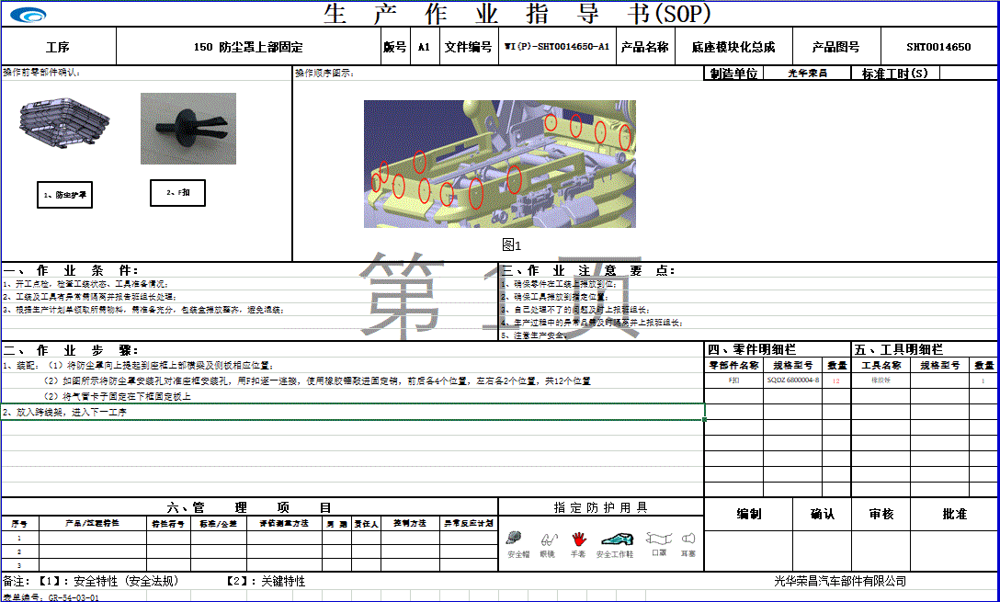 生 产 作 业 指 导 书(SOP)
工序 150 防尘罩上部固定 版号 A1 文件编号 WI(P)-SHT0014650-A1 产品名称 底座模块化总成 产品图号 SHT0014650
操作前零部件确认： 操作顺序图示： 制造单位 光华荣昌 标准工时(S)
1、防尘护罩 2、F扣
图1
第 1 页
一、作 业 条 件：
1、开工点检，检查工装状态、工具准备情况；
2、工装及工具有异常需隔离并报告班组长处理；
3、根据生产计划单领取所需物料，需准备充分，包装盒摆放整齐，避免混装；
三、作 业 注 意 要 点：
1、确保零件在工装上摆放到位；
2、确保工具摆放到指定位置；
3、自己处理不了的问题及时上报班组长；
4、生产过程中的异常品需及时隔离并上报班组长；
5、注意生产安全。
二、作 业 步 骤：
1、装配：（1）将防尘罩向上提起到座框上部横梁及侧板相应位置；
（2）如图所示将防尘罩安装孔对准座框安装孔，用F扣逐一连接，使用橡胶锤敲进固定销，前后各4个位置，左右各2个位置，共12个位置
（2）将气管卡子固定在下框固定板上
2、放入跨线架，进入下一工序
四、零件明细栏 五、工具明细栏
零部件名称 规格型号 数量 工具名称 规格型号 数量
F扣 SQDZ 6800004-8 12 橡胶锤 1
六、管 理 项 目
序号 产品/过程特性 特性符号 标准/公差 评估测量方法 周 期 责任人 控制方法 异常反应计划
1
2
3
指定防护用具
安全帽 眼镜 手套 安全工作鞋 口罩 耳塞
编制 确认 审核 批准
备注：【1】：安全特性（安全法规） 【2】：关键特性 光华荣昌汽车部件有限公司
表单编号：GR-54-03-01